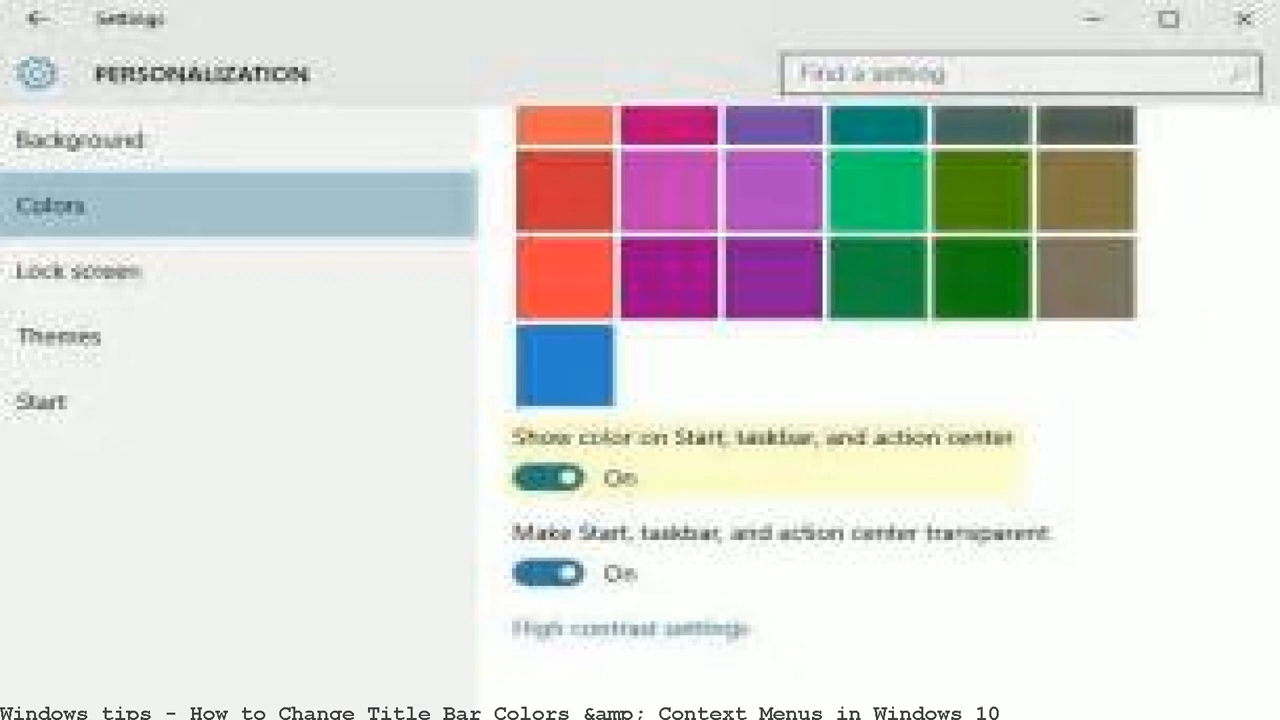 Settings
PERSONALIZATION
Find a setting
Background
Colors
Lock screen
Themes
Start
Show color on Start, taskbar, and action center
On
Make Start, taskbar, and action center transparent
On
High contrast settings
Windows tips - How to Change Title Bar Colors &amp; Context Menus in Windows 10